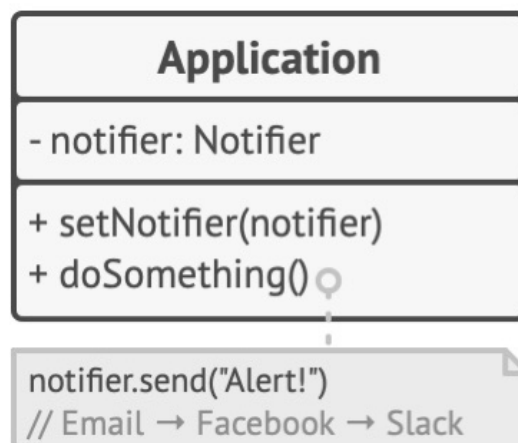 Application
- notifier: Notifier
+ setNotifier(notifier)
+ doSomething()
notifier.send("Alert!")
// Email → Facebook → Slack